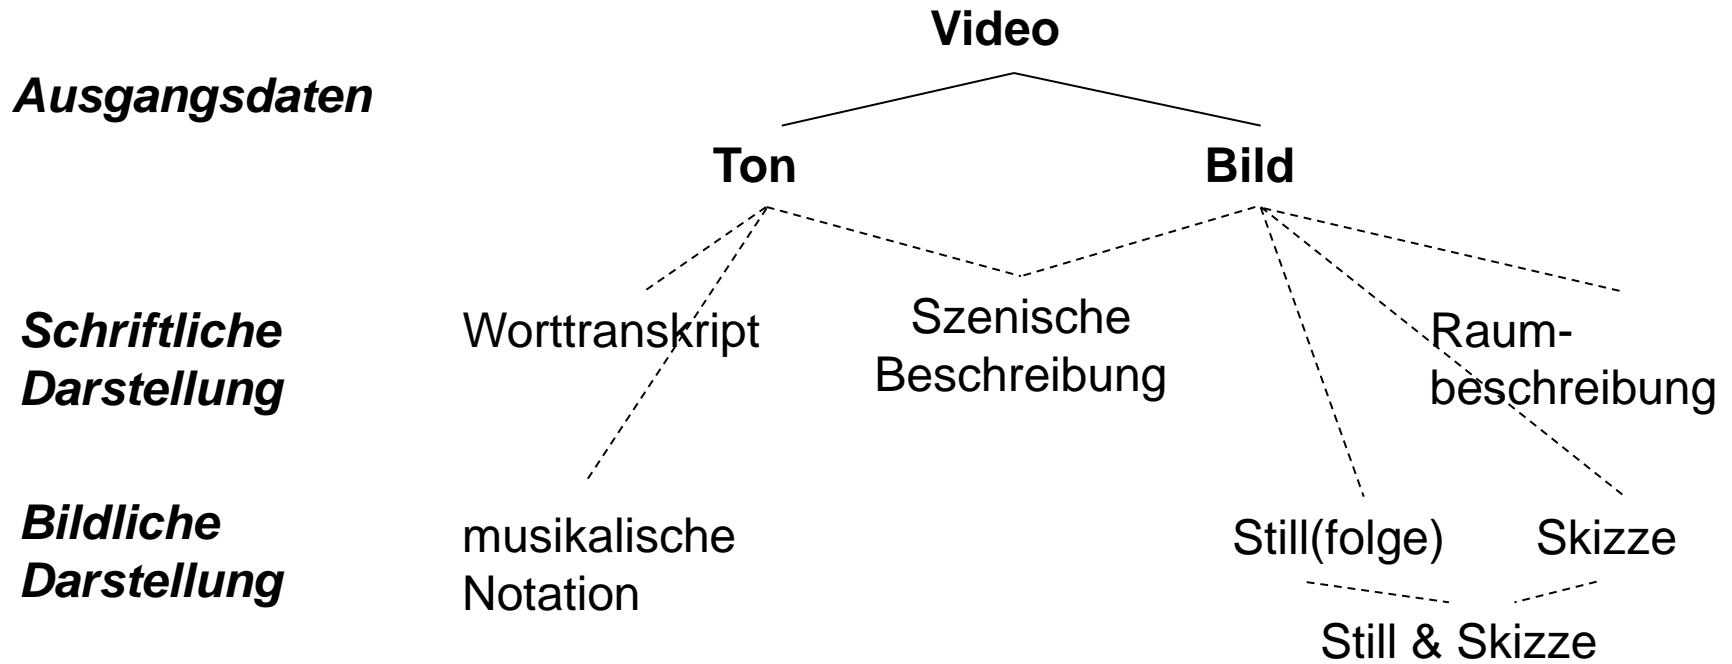 Video
Ausgangsdaten
Ton
Bild
Schriftliche
Darstellung
Worttranskript
Szenische
Beschreibung
Raum-
beschreibung
Bildliche
Darstellung
musikalische
Notation
Still(folge)
Skizze
Still & Skizze